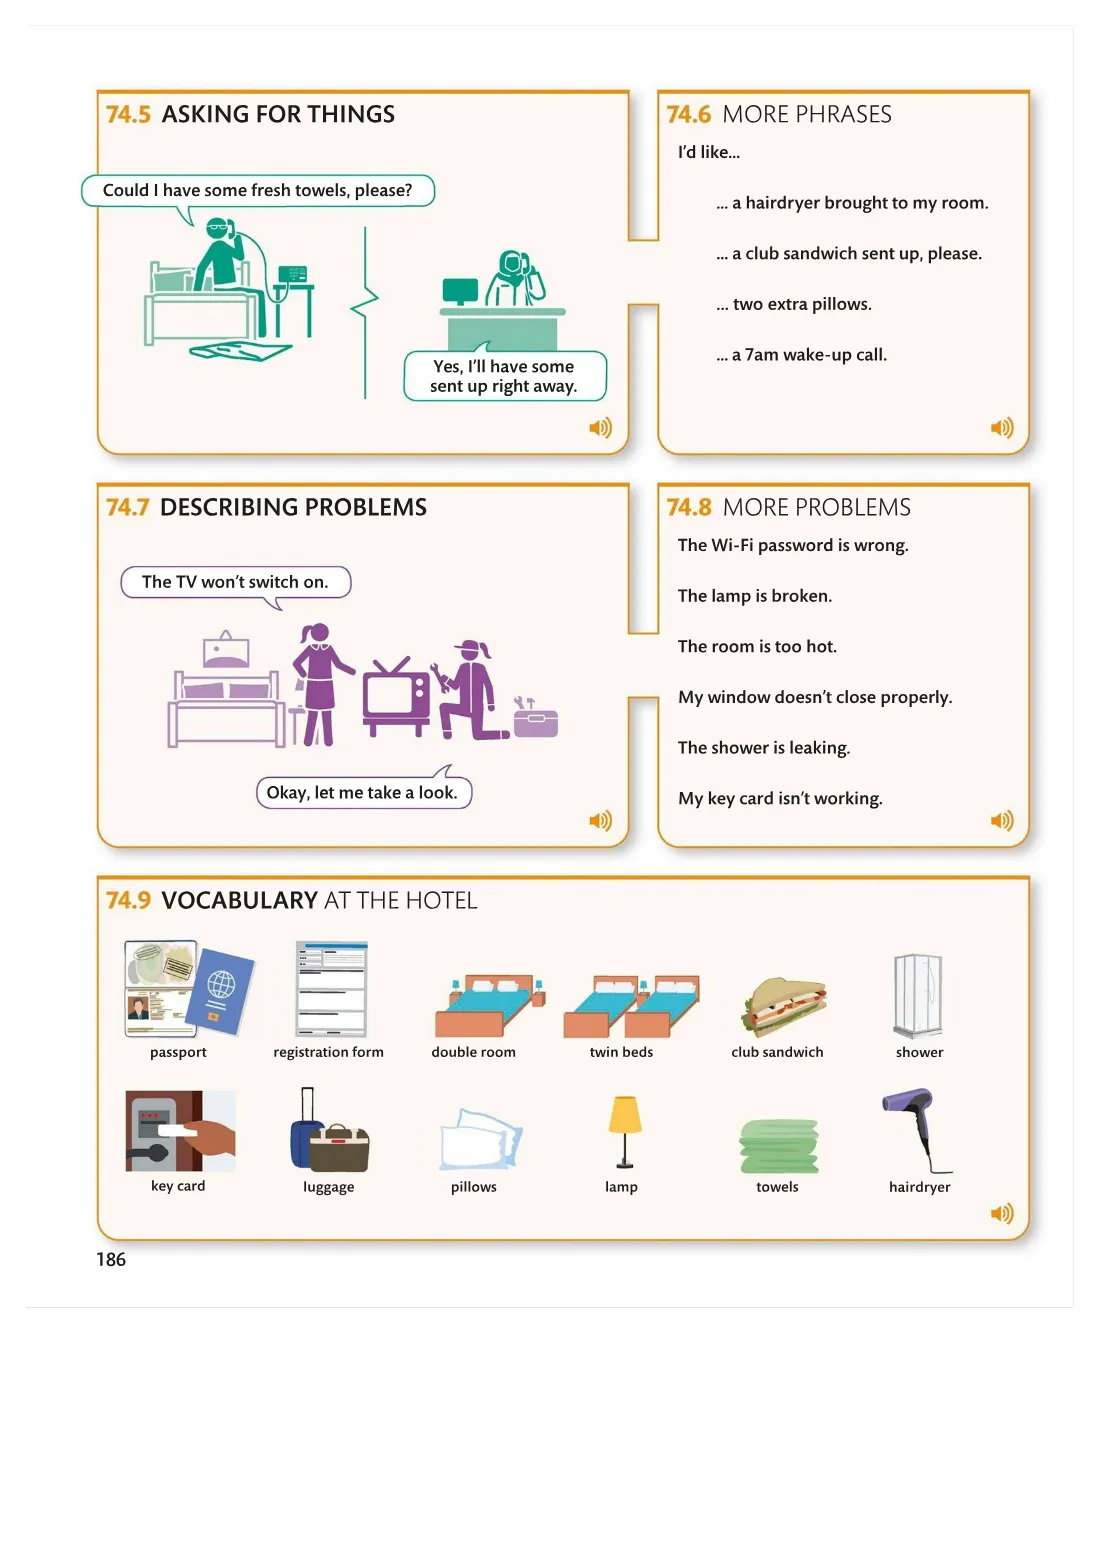 74.5 ASKING FOR THINGS
Could I have some fresh towels, please?
Yes, I'll have some
sent up right away.
74.6 MORE PHRASES
I'd like...
... a hairdryer brought to my room.
... a club sandwich sent up, please.
... two extra pillows.
... a 7am wake-up call.
74.7 DESCRIBING PROBLEMS
The TV won't switch on.
Okay, let me take a look.
74.8 MORE PROBLEMS
The Wi-Fi password is wrong.
The lamp is broken.
The room is too hot.
My window doesn't close properly.
The shower is leaking.
My key card isn't working.
74.9 VOCABULARY AT THE HOTEL
passport
registration form
double room
twin beds
club sandwich
shower
key card
luggage
pillows
lamp
towels
hairdryer
186